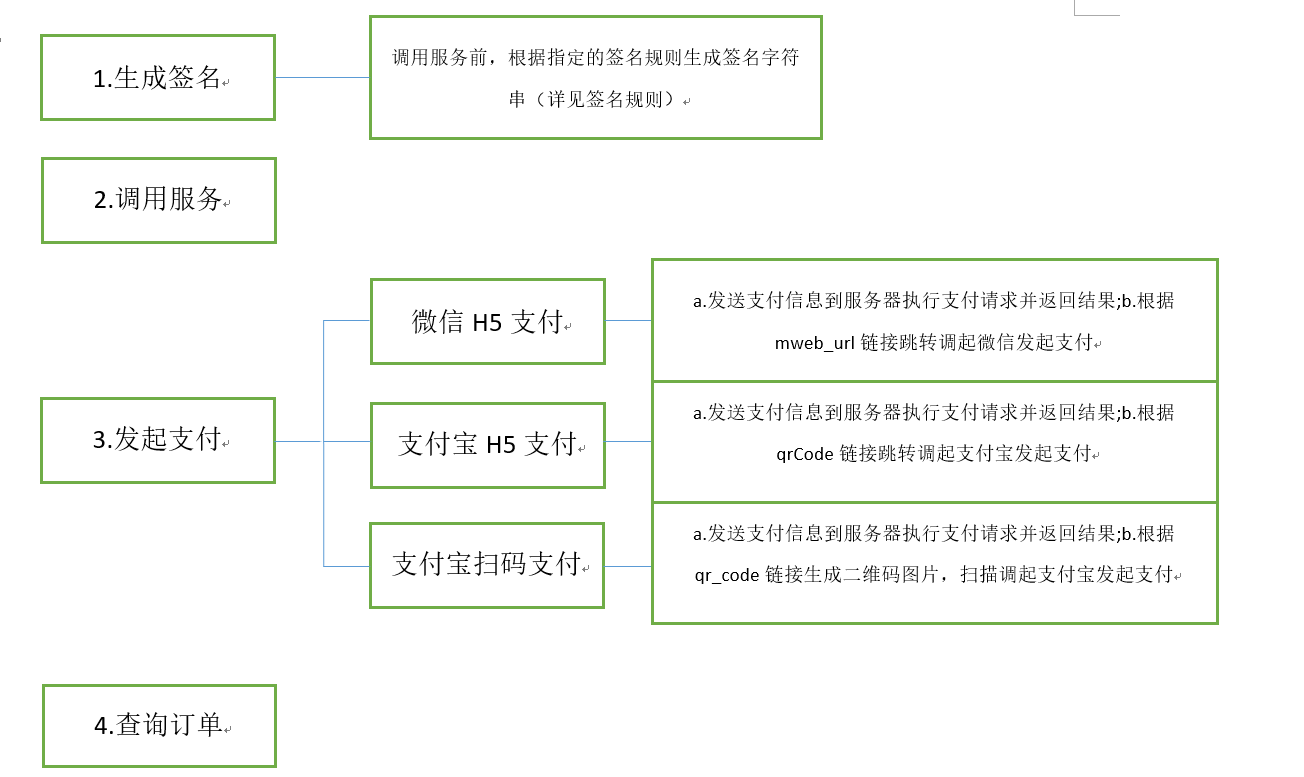 1.生成签名
调用服务前，根据指定的签名规则生成签名字符
串（详见签名规则）
2.调用服务
3.发起支付
微信 H5 支付
a.发送支付信息到服务器执行支付请求并返回结果;b.根据
mweb_url 链接跳转调起微信发起支付
支付宝 H5 支付
a.发送支付信息到服务器执行支付请求并返回结果;b.根据
qrCode 链接跳转调起支付宝发起支付
支付宝扫码支付
a.发送支付信息到服务器执行支付请求并返回结果;b.根据
qr_code 链接生成二维码图片，扫描调起支付宝发起支付
4.查询订单